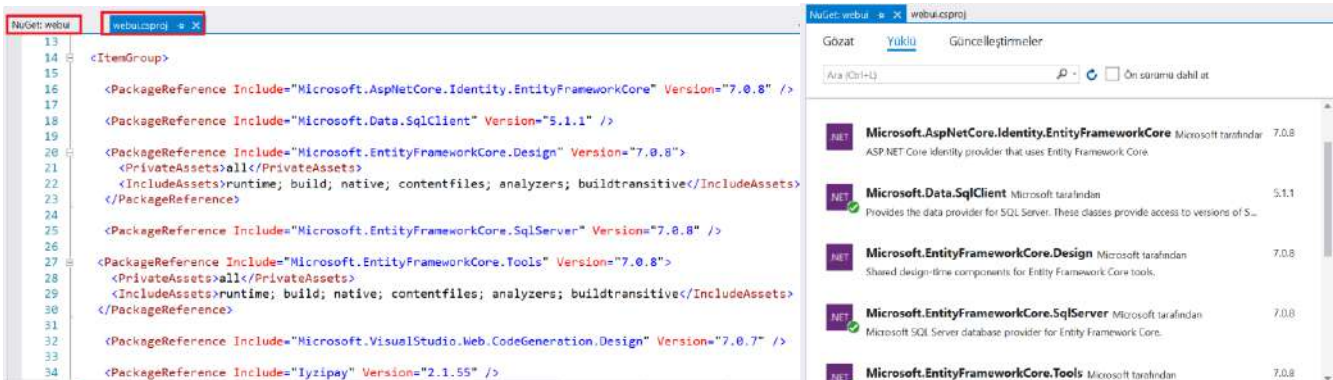 NuGet: webui
webui.csproj
13
14 <ItemGroup>
15
16 <PackageReference Include="Microsoft.AspNetCore.Identity.EntityFrameworkCore" Version="7.0.8" />
17
18 <PackageReference Include="Microsoft.Data.SqlClient" Version="5.1.1" />
19
20 <PackageReference Include="Microsoft.EntityFrameworkCore.Design" Version="7.0.8">
21 <PrivateAssets>all</PrivateAssets>
22 <IncludeAssets>runtime; build; native; contentfiles; analyzers; buildtransitive</IncludeAssets>
23 </PackageReference>
24
25 <PackageReference Include="Microsoft.EntityFrameworkCore.SqlServer" Version="7.0.8" />
26
27 <PackageReference Include="Microsoft.EntityFrameworkCore.Tools" Version="7.0.8">
28 <PrivateAssets>all</PrivateAssets>
29 <IncludeAssets>runtime; build; native; contentfiles; analyzers; buildtransitive</IncludeAssets>
30 </PackageReference>
31
32 <PackageReference Include="Microsoft.VisualStudio.Web.CodeGeneration.Design" Version="7.0.7" />
33
34 <PackageReference Include="Iyzipay" Version="2.1.55" />
NuGet: webui
webui.csproj
Gözat Yüklü Güncelleştirmeler
Ara (Ctrl+L) Ön sürümü dahil et
.NET Microsoft.AspNetCore.Identity.EntityFrameworkCore Microsoft tarafından 7.0.8
ASP.NET Core Identity provider that uses Entity Framework Core.
.NET Microsoft.Data.SqlClient Microsoft tarafından 5.1.1
Provides the data provider for SQL Server. These classes provide access to versions of S...
.NET Microsoft.EntityFrameworkCore.Design Microsoft tarafından 7.0.8
Shared design-time components for Entity Framework Core tools.
.NET Microsoft.EntityFrameworkCore.SqlServer Microsoft tarafından 7.0.8
Microsoft SQL Server database provider for Entity Framework Core.
.NET Microsoft.EntityFrameworkCore.Tools Microsoft tarafından 7.0.8